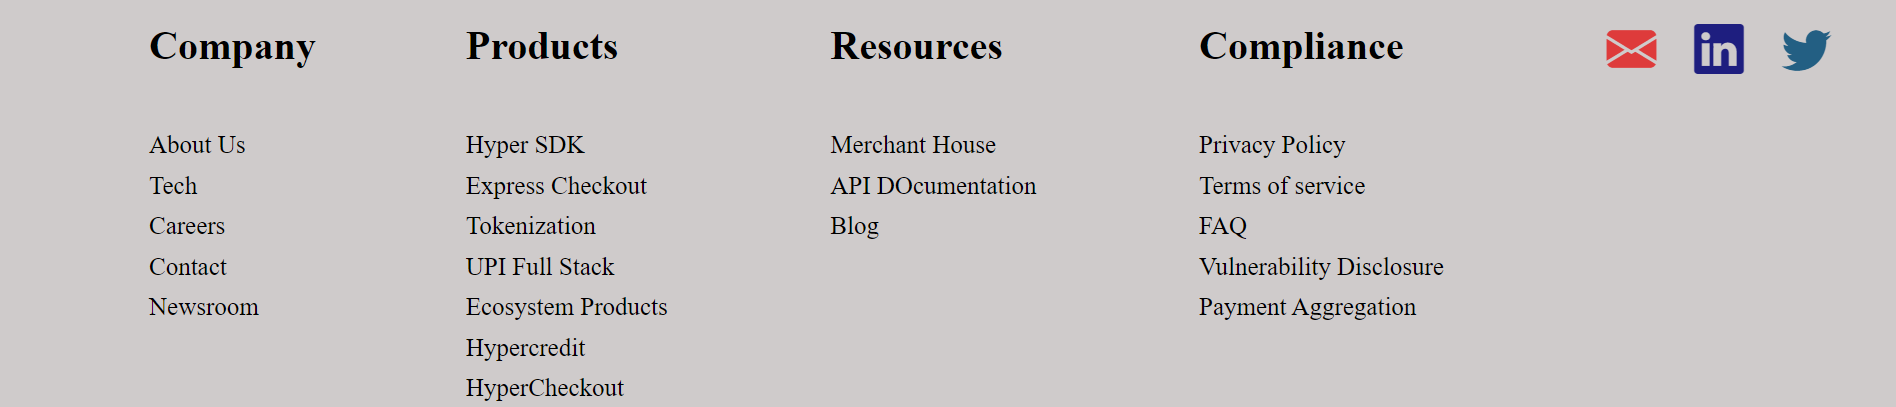 Company
About Us
Tech
Careers
Contact
Newsroom
Products
Hyper SDK
Express Checkout
Tokenization
UPI Full Stack
Ecosystem Products
Hypercredit
HyperCheckout
Resources
Merchant House
API DOcumentation
Blog
Compliance
Privacy Policy
Terms of service
FAQ
Vulnerability Disclosure
Payment Aggregation
in